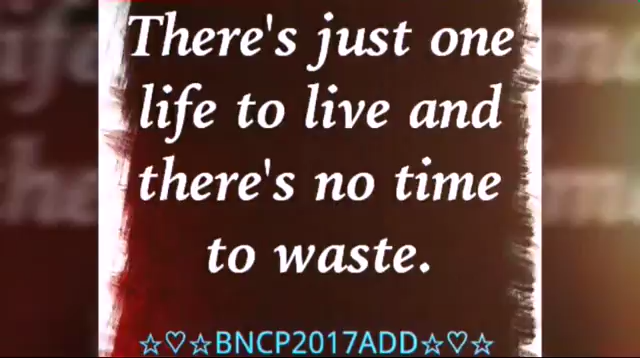 There's just one
life to live and
there's no time
to waste.
☆♡☆BNCP2017ADD☆♡☆